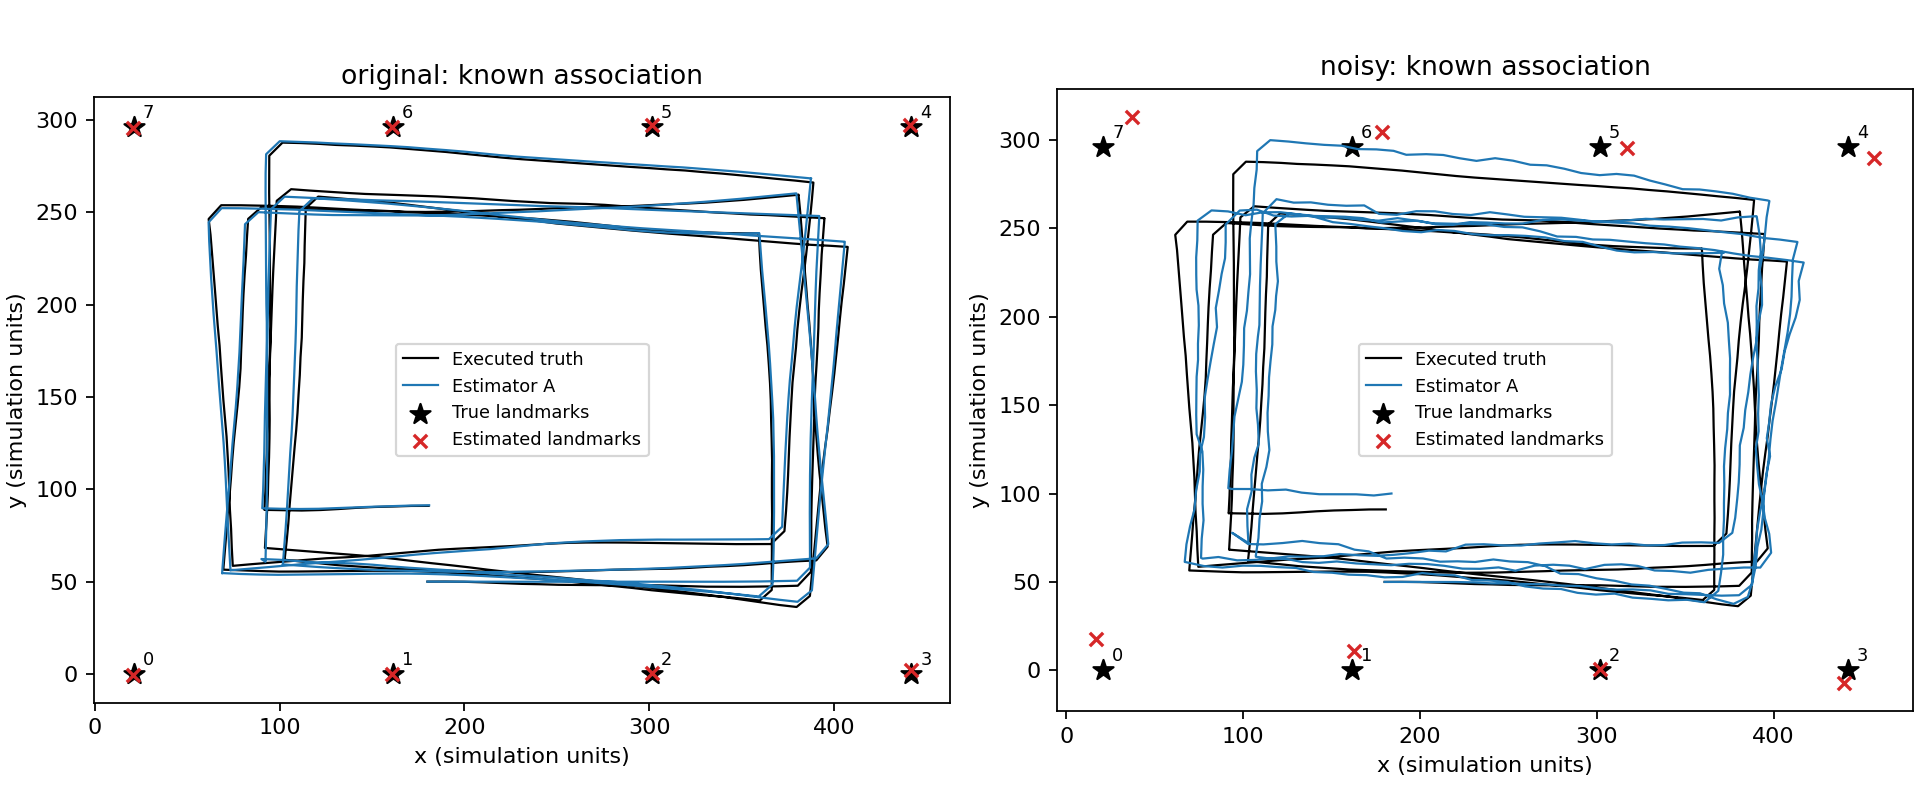 original: known association
300
250
200
150
100
50
0
y (simulation units)
7
6
5
4
Executed truth
Estimator A
True landmarks
Estimated landmarks
0
1
2
3
0
100
200
300
400
x (simulation units)
noisy: known association
300
250
200
150
100
50
0
y (simulation units)
7
6
5
4
Executed truth
Estimator A
True landmarks
Estimated landmarks
0
1
2
3
0
100
200
300
400
x (simulation units)